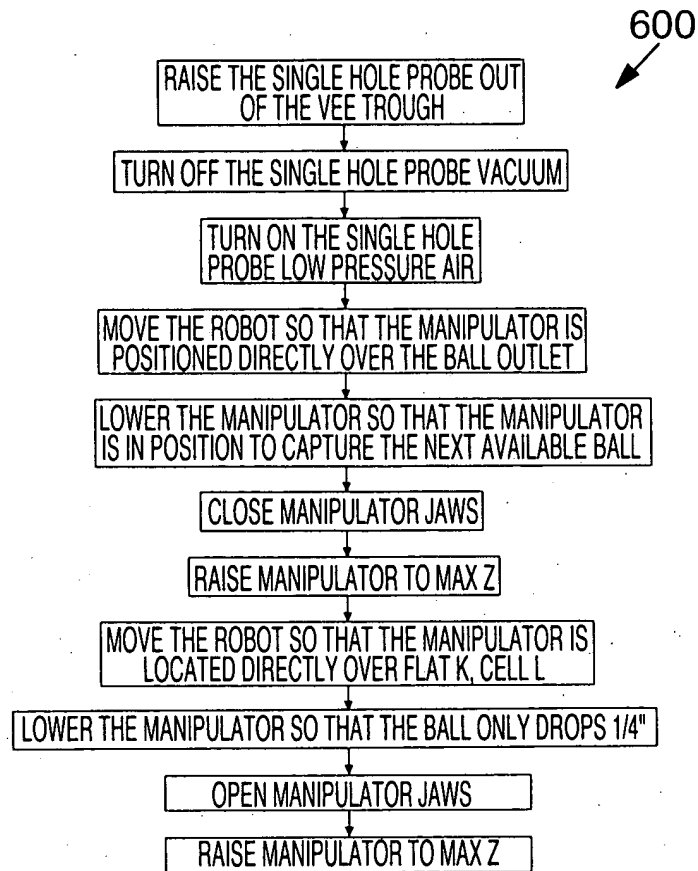 600
RAISE THE SINGLE HOLE PROBE OUT
OF THE VEE TROUGH
TURN OFF THE SINGLE HOLE PROBE VACUUM
TURN ON THE SINGLE HOLE
PROBE LOW PRESSURE AIR
MOVE THE ROBOT SO THAT THE MANIPULATOR IS
POSITIONED DIRECTLY OVER THE BALL OUTLET
LOWER THE MANIPULATOR SO THAT THE MANIPULATOR
IS IN POSITION TO CAPTURE THE NEXT AVAILABLE BALL
CLOSE MANIPULATOR JAWS
RAISE MANIPULATOR TO MAX Z
MOVE THE ROBOT SO THAT THE MANIPULATOR IS
LOCATED DIRECTLY OVER FLAT K, CELL L
LOWER THE MANIPULATOR SO THAT THE BALL ONLY DROPS 1/4"
OPEN MANIPULATOR JAWS
RAISE MANIPULATOR TO MAX Z